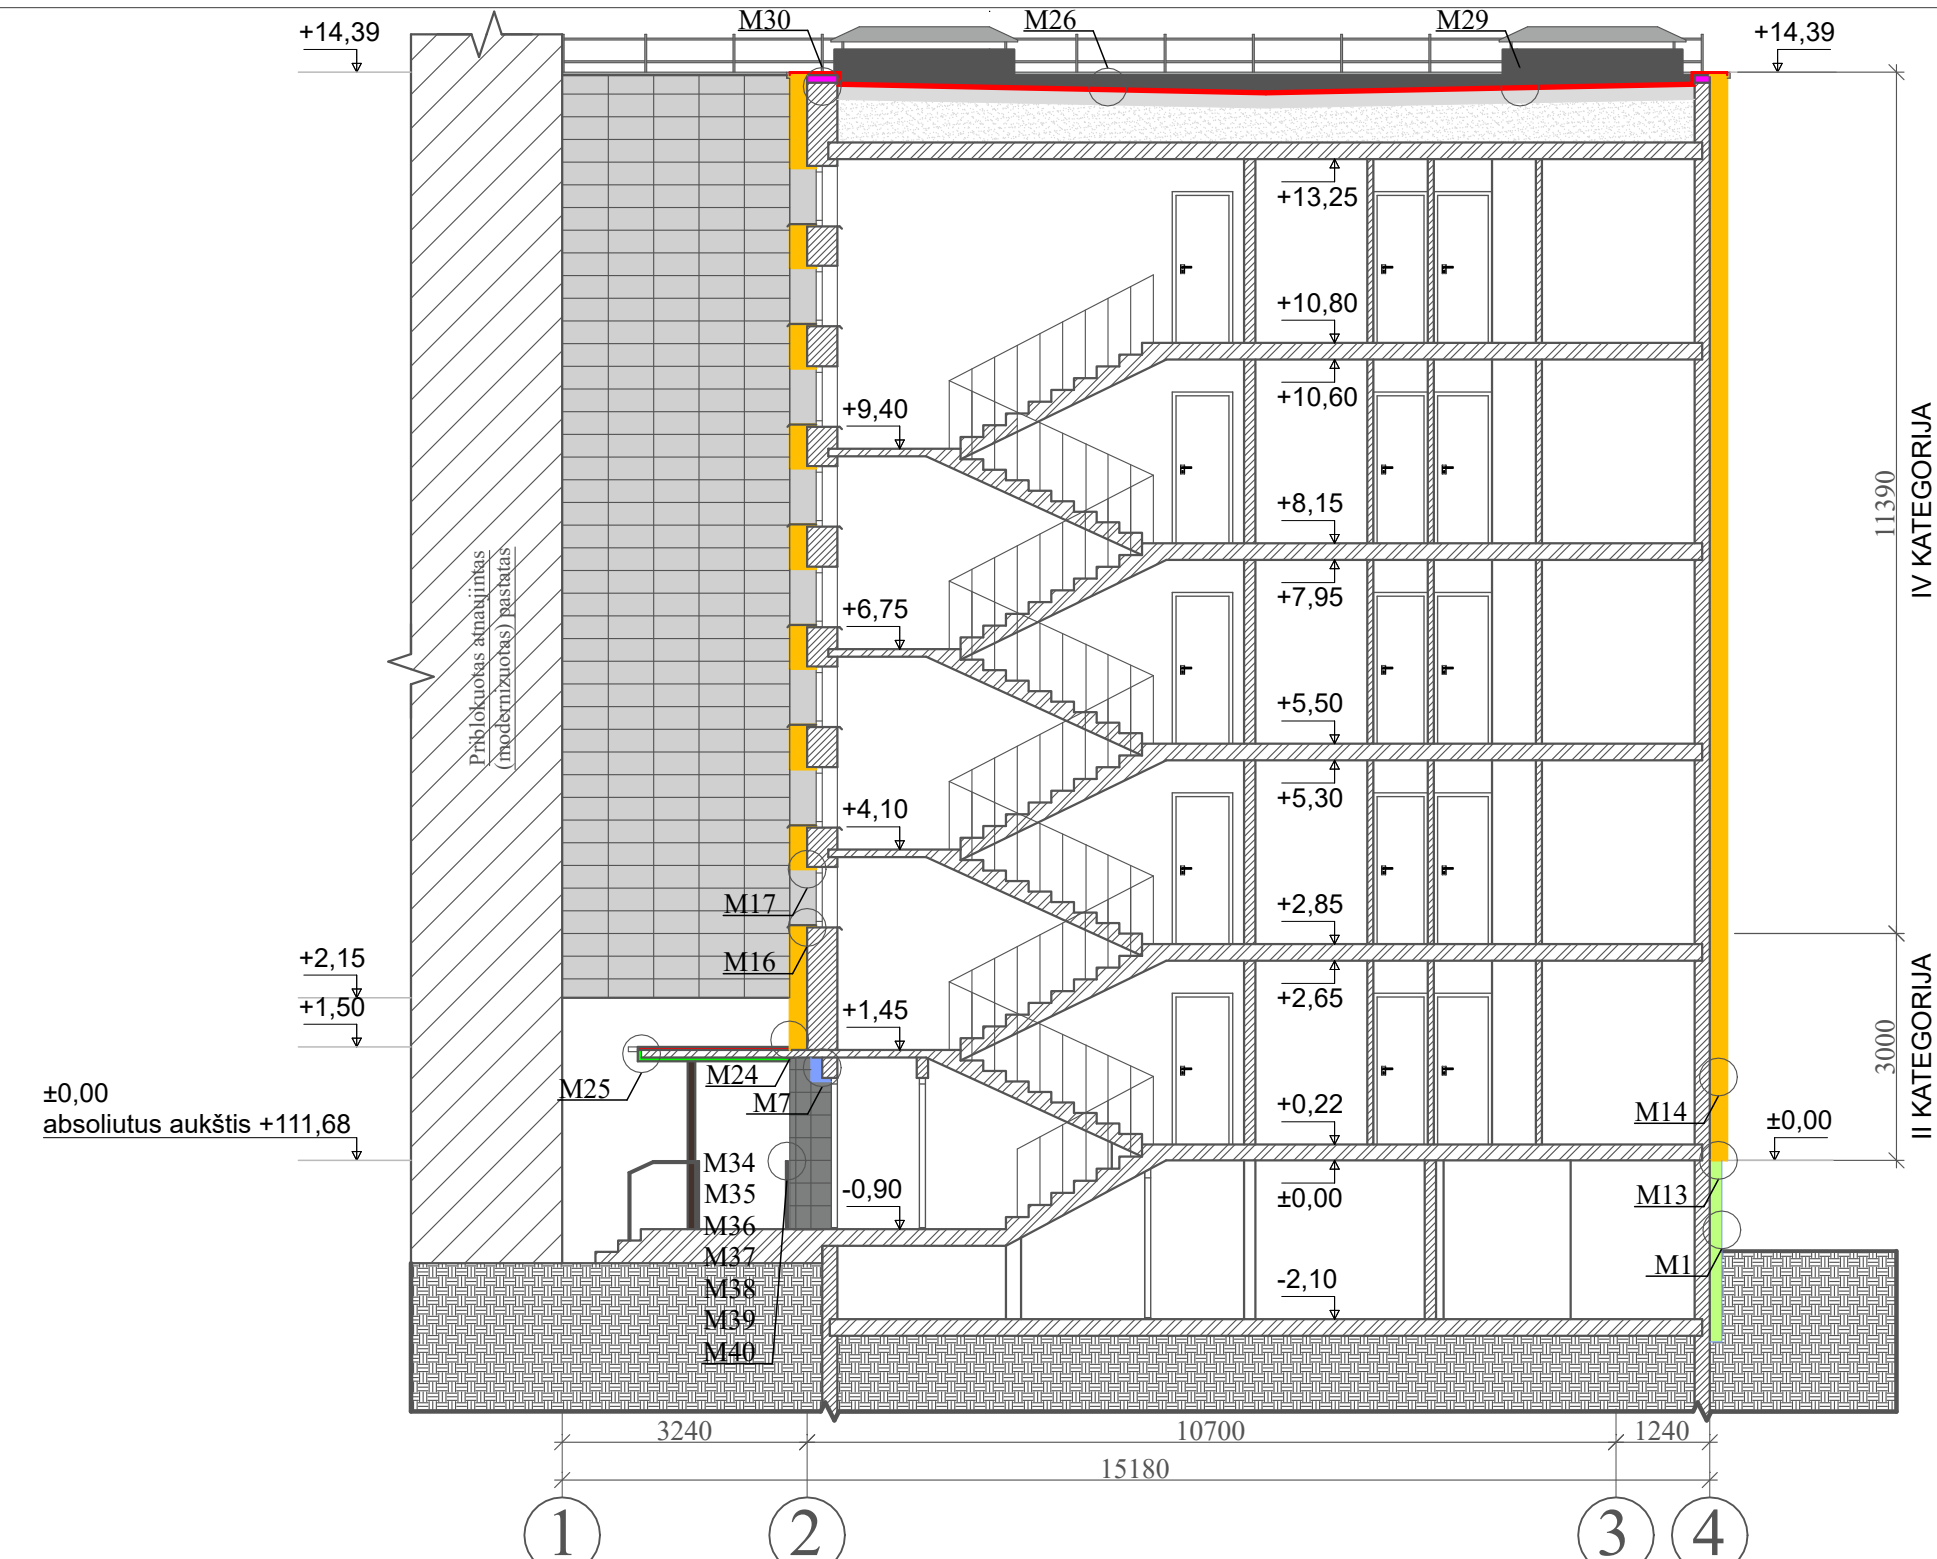 +14,39
M30
M26
M29
+14,39
+13,25
+10,80
+10,60
+9,40
+8,15
+7,95
+6,75
+5,50
+5,30
+4,10
+2,85
+2,65
+1,45
+0,22
±0,00
-0,90
-2,10
Priblokuotas atnaujintas
(modernizuotas) pastatas
11390
IV KATEGORIJA
3000
II KATEGORIJA
M17
M16
+2,15
+1,50
±0,00
absoliutus aukštis +111,68
M25
M24
M7
M34
M35
M36
M37
M38
M39
M40
M14
±0,00
M13
M1
3240
10700
1240
15180
1
2
3
4